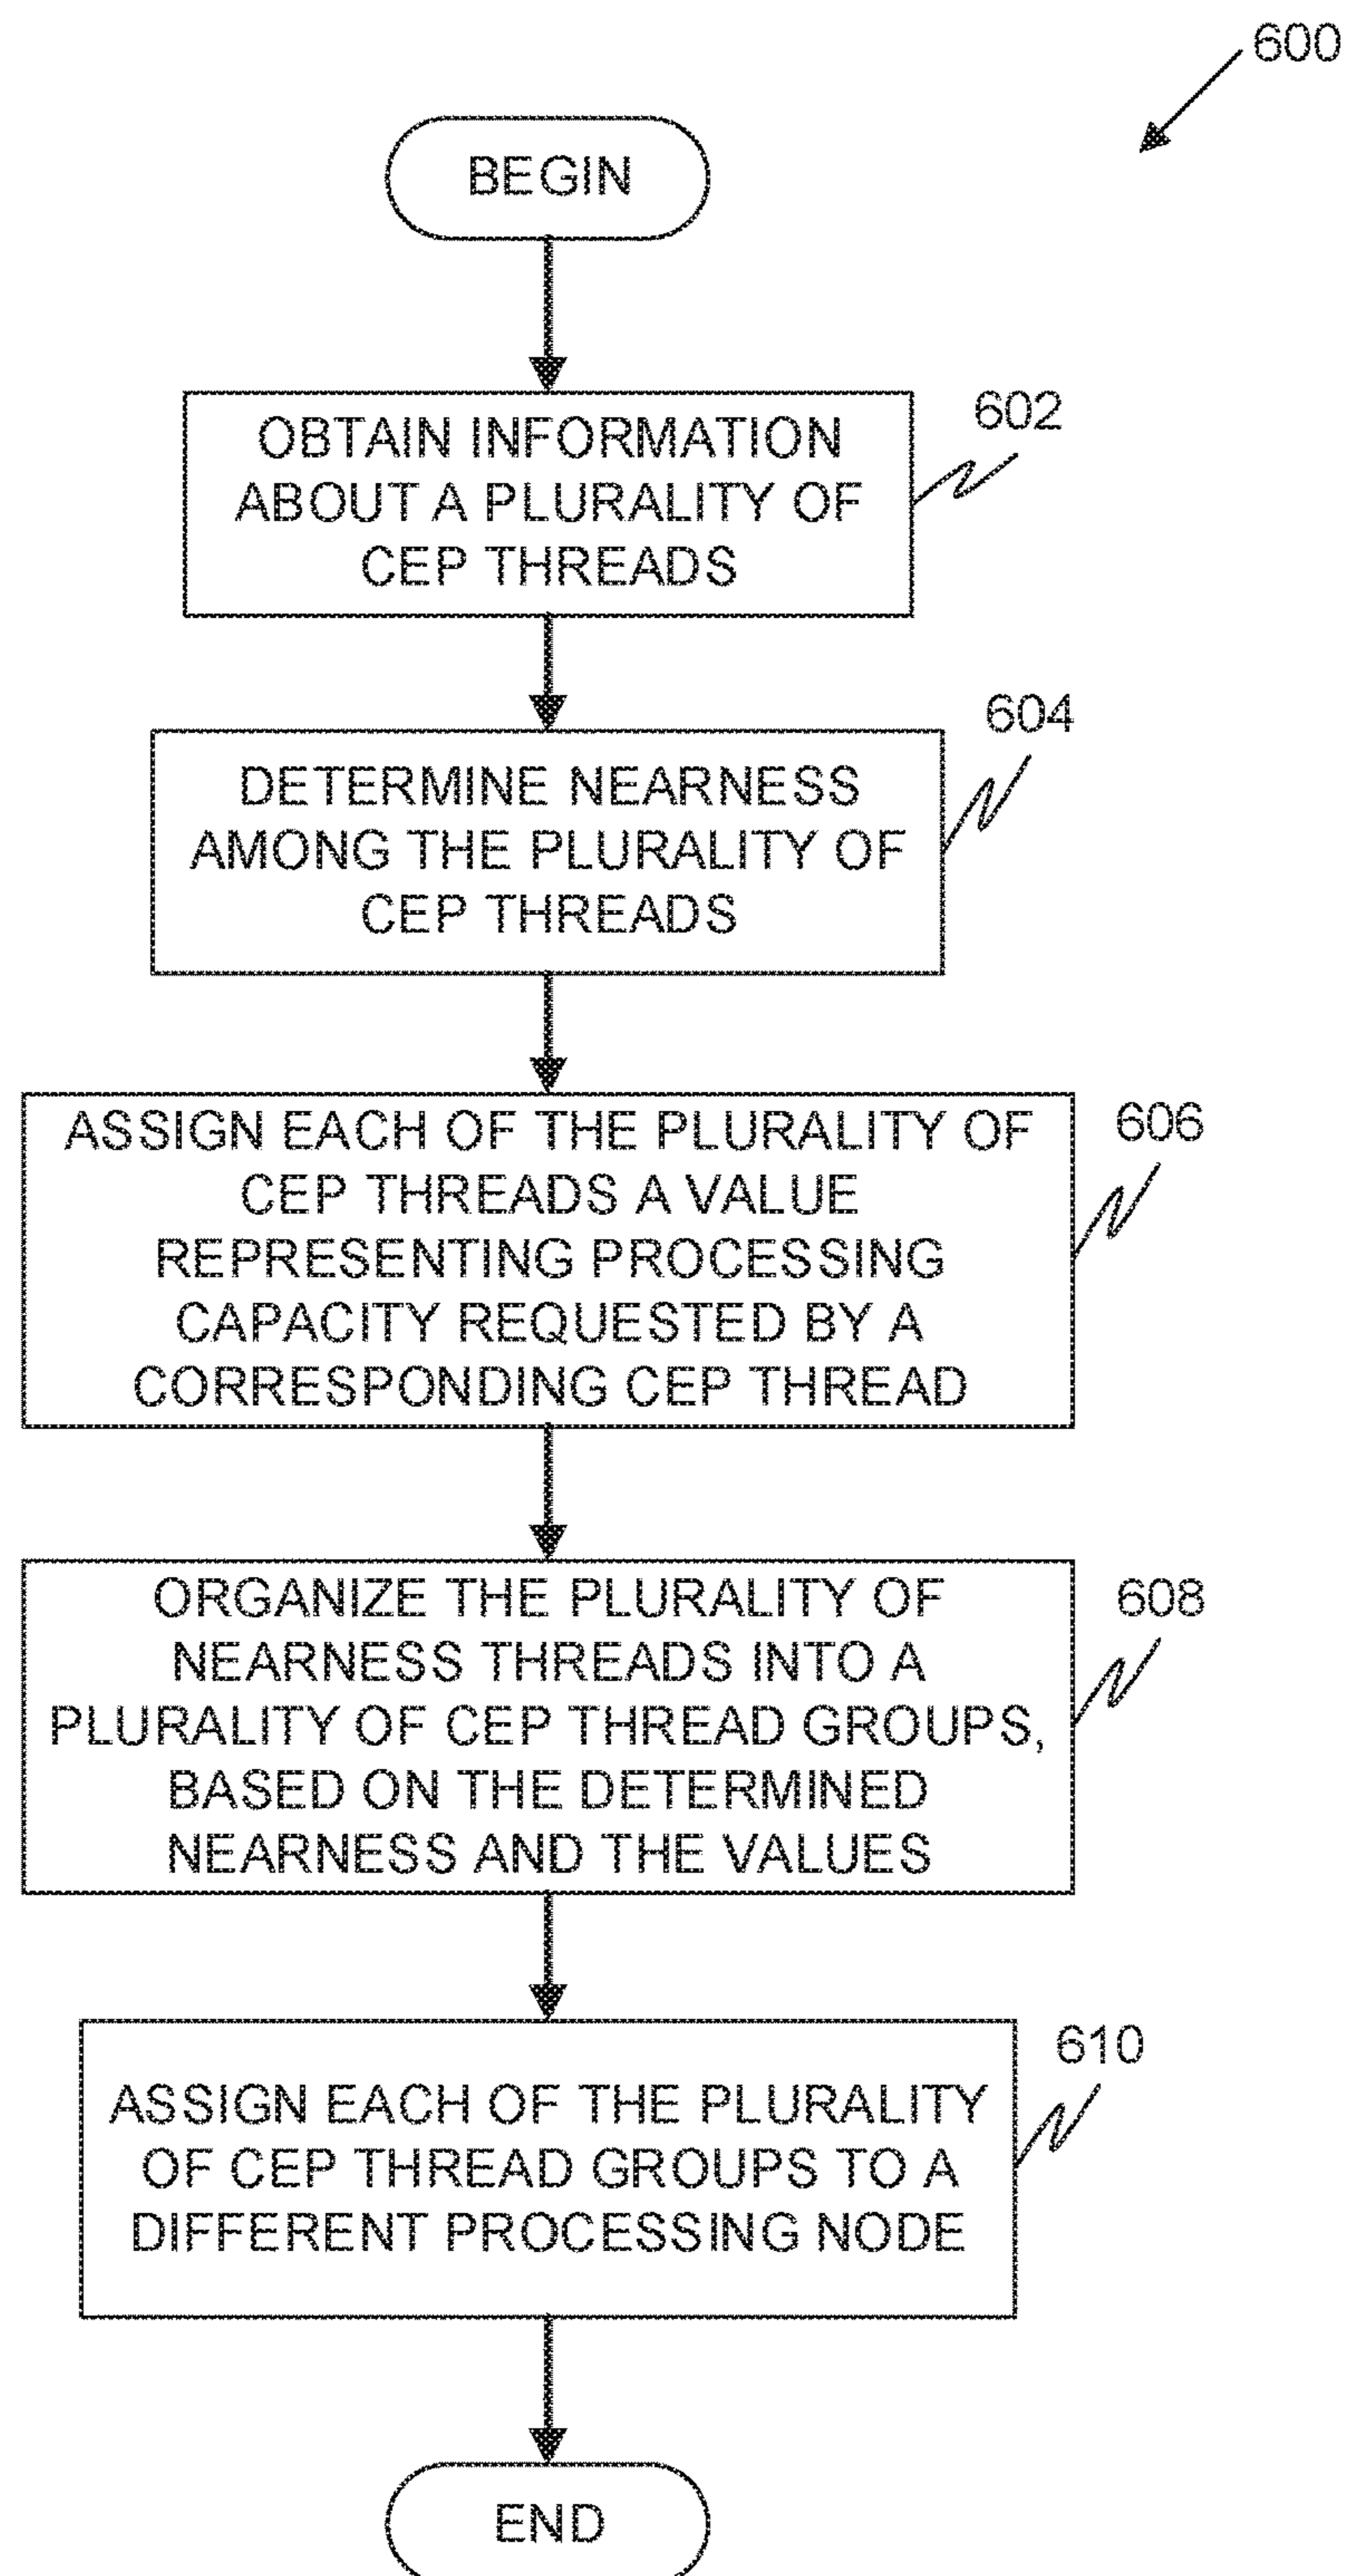 600
BEGIN
OBTAIN INFORMATION
ABOUT A PLURALITY OF
CEP THREADS
602
DETERMINE NEARNESS
AMONG THE PLURALITY OF
CEP THREADS
604
ASSIGN EACH OF THE PLURALITY OF
CEP THREADS A VALUE
REPRESENTING PROCESSING
CAPACITY REQUESTED BY A
CORRESPONDING CEP THREAD
606
ORGANIZE THE PLURALITY OF
NEARNESS THREADS INTO A
PLURALITY OF CEP THREAD GROUPS,
BASED ON THE DETERMINED
NEARNESS AND THE VALUES
608
ASSIGN EACH OF THE PLURALITY
OF CEP THREAD GROUPS TO A
DIFFERENT PROCESSING NODE
610
END